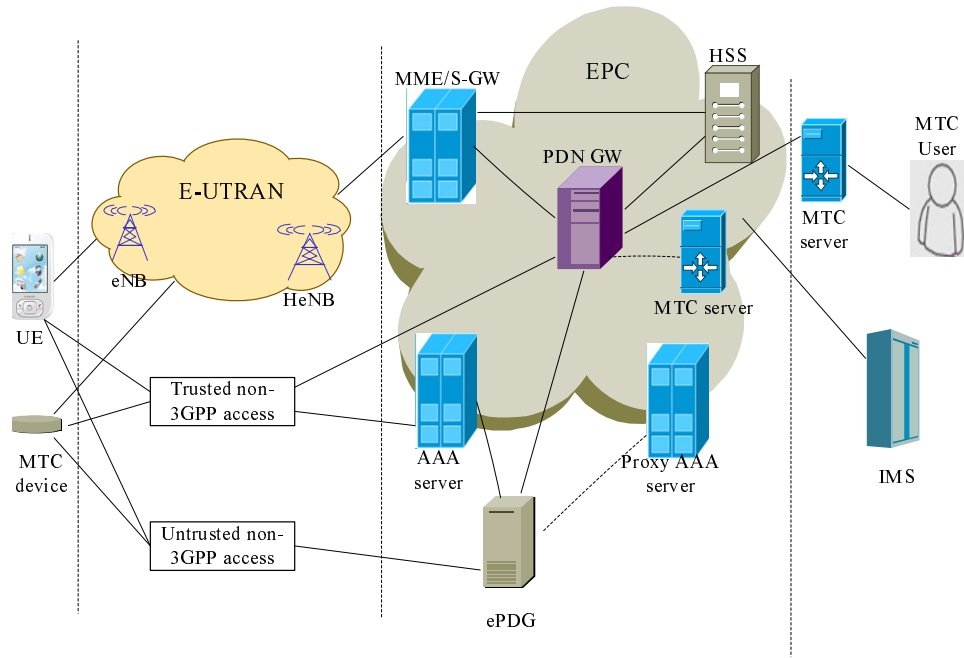 HSS
EPC
MME/S-GW
MTC
User
PDN GW
E-UTRAN
MTC
server
eNB
HeNB
MTC server
UE
Trusted non-
3GPP access
AAA
server
Proxy AAA
server
MTC
device
IMS
Untrusted non-
3GPP access
ePDG